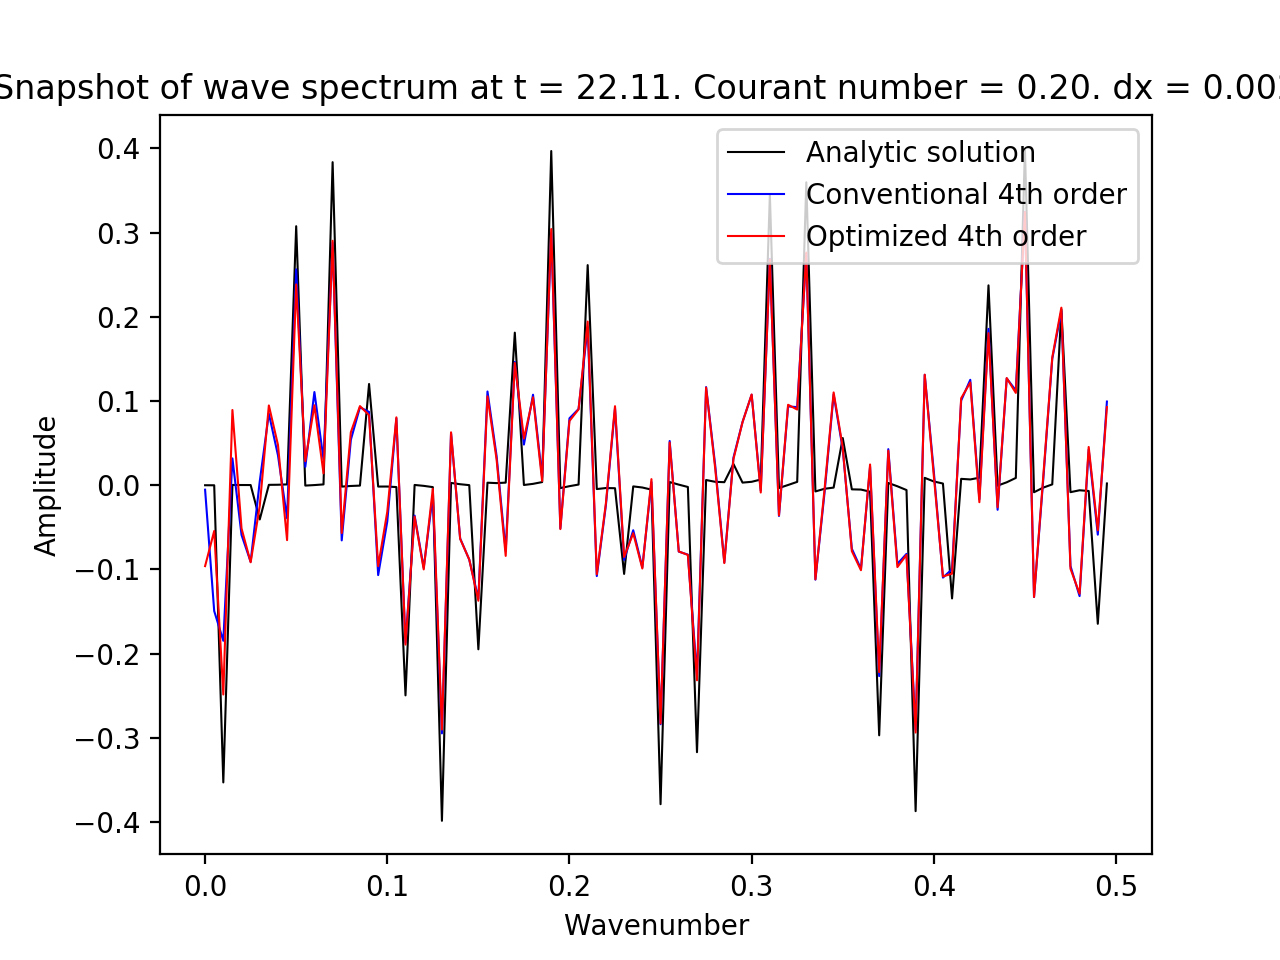 Snapshot of wave spectrum at t = 22.11. Courant number = 0.20. dx = 0.002
Analytic solution
Conventional 4th order
Optimized 4th order
Amplitude
0.4
0.3
0.2
0.1
0.0
−0.1
−0.2
−0.3
−0.4
0.0 0.1 0.2 0.3 0.4 0.5
Wavenumber